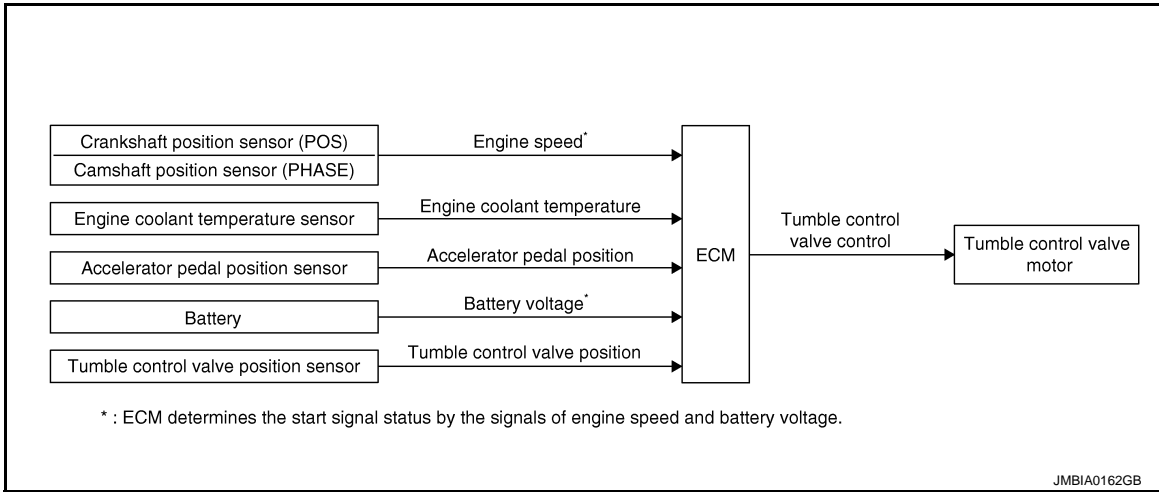 Crankshaft position sensor (POS)
Camshaft position sensor (PHASE)
Engine speed*
Engine coolant temperature sensor
Engine coolant temperature
Accelerator pedal position sensor
Accelerator pedal position
Battery
Battery voltage*
Tumble control valve position sensor
Tumble control valve position
ECM
Tumble control
valve control
Tumble control valve
motor
* : ECM determines the start signal status by the signals of engine speed and battery voltage.
JMBIA0162GB